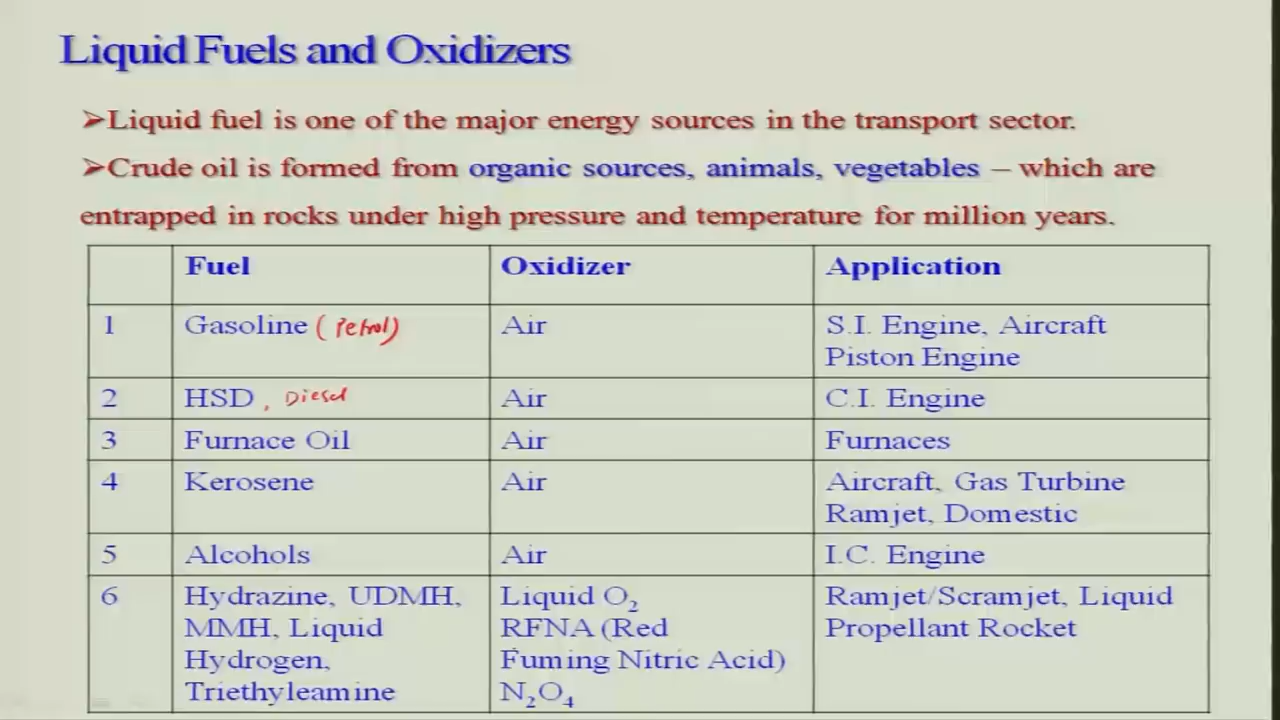 Liquid Fuels and Oxidizers
➢Liquid fuel is one of the major energy sources in the transport sector.
➢Crude oil is formed from organic sources, animals, vegetables – which are
entrapped in rocks under high pressure and temperature for million years.
Fuel Oxidizer Application
1 Gasoline (Petrol) Air S.I. Engine, Aircraft
Piston Engine
2 HSD, Diesel Air C.I. Engine
3 Furnace Oil Air Furnaces
4 Kerosene Air Aircraft, Gas Turbine
Ramjet, Domestic
5 Alcohols Air I.C. Engine
6 Hydrazine, UDMH, Liquid O₂ Ramjet/Scramjet, Liquid
MMH, Liquid RFNA (Red Propellant Rocket
Hydrogen, Fuming Nitric Acid)
Triethyleamine N₂O₄